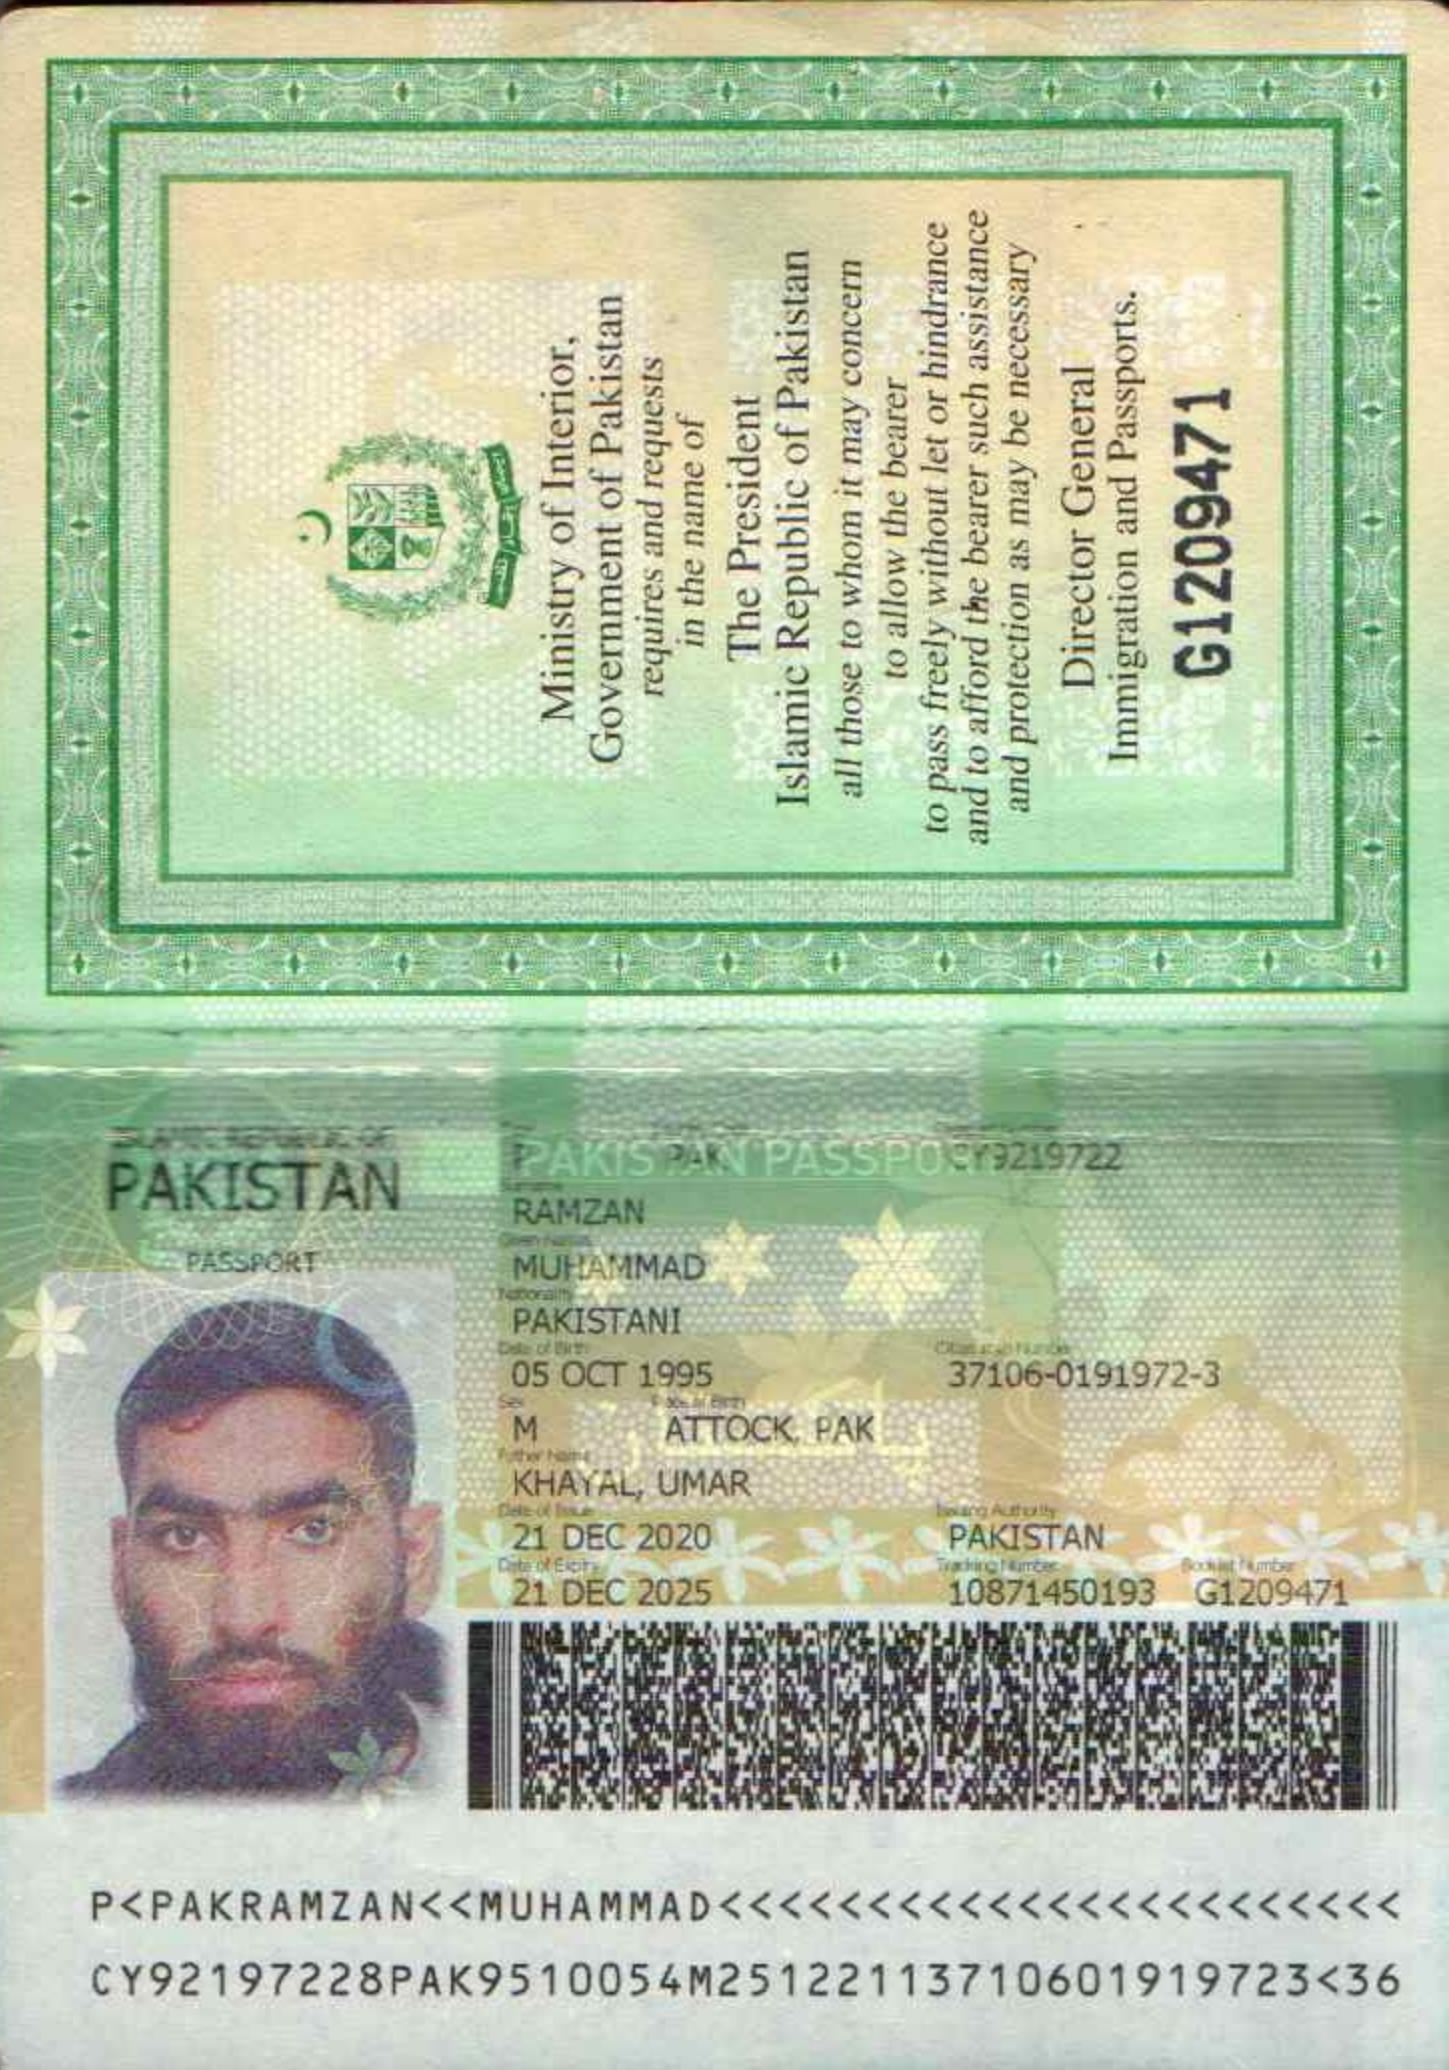 Ministry of Interior,
Government of Pakistan
requires and requests
in the name of
The President
Islamic Republic of Pakistan
all those to whom it may concern
to allow the bearer
to pass freely without let or hindrance
and to afford the bearer such assistance
and protection as may be necessary
Director General
Immigration and Passports.
G1209471
ISLAMIC REPUBLIC OF
PAKISTAN
PASSPORT
PAKISTAN PASSPORT
P PAK CY9219722
RAMZAN
Given Names
MUHAMMAD
Nationality
PAKISTANI
Date of Birth Citizenship Number
05 OCT 1995 37106-0191972-3
Sex Place of Birth
M ATTOCK, PAK
Father Name
KHAYAL, UMAR
Date of Issue Issuing Authority
21 DEC 2020 PAKISTAN
Date of Expiry Tracking Number Booklet Number
21 DEC 2025 10871450193 G1209471
P<PAKRAMZAN<<MUHAMMAD<<<<<<<<<<<<<<<<<<<<<<<
CY92197228PAK9510054M25122113710601919723<36